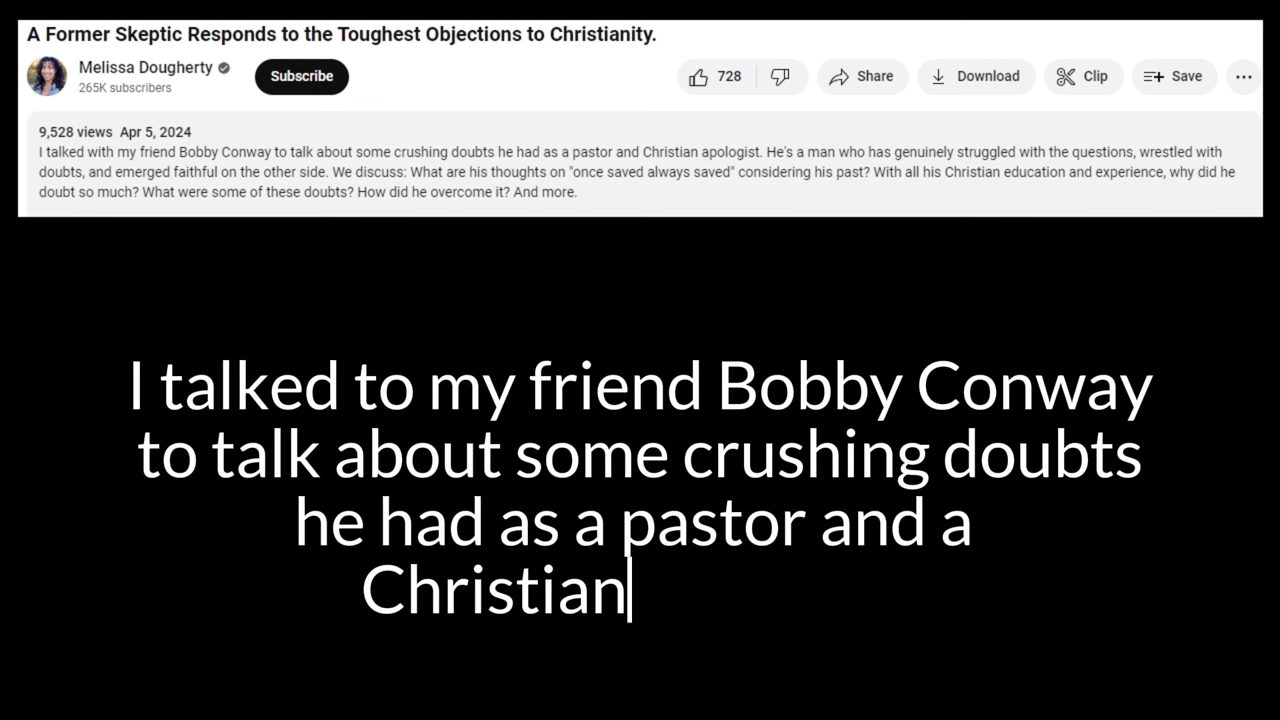 A Former Skeptic Responds to the Toughest Objections to Christianity.
Melissa Dougherty
265K subscribers
Subscribe
728
Share
Download
Clip
Save
9,528 views Apr 5, 2024
I talked with my friend Bobby Conway to talk about some crushing doubts he had as a pastor and Christian apologist. He's a man who has genuinely struggled with the questions, wrestled with
doubts, and emerged faithful on the other side. We discuss: What are his thoughts on "once saved always saved" considering his past? With all his Christian education and experience, why did he
doubt so much? What were some of these doubts? How did he overcome it? And more.
I talked to my friend Bobby Conway
to talk about some crushing doubts
he had as a pastor and a
Christian